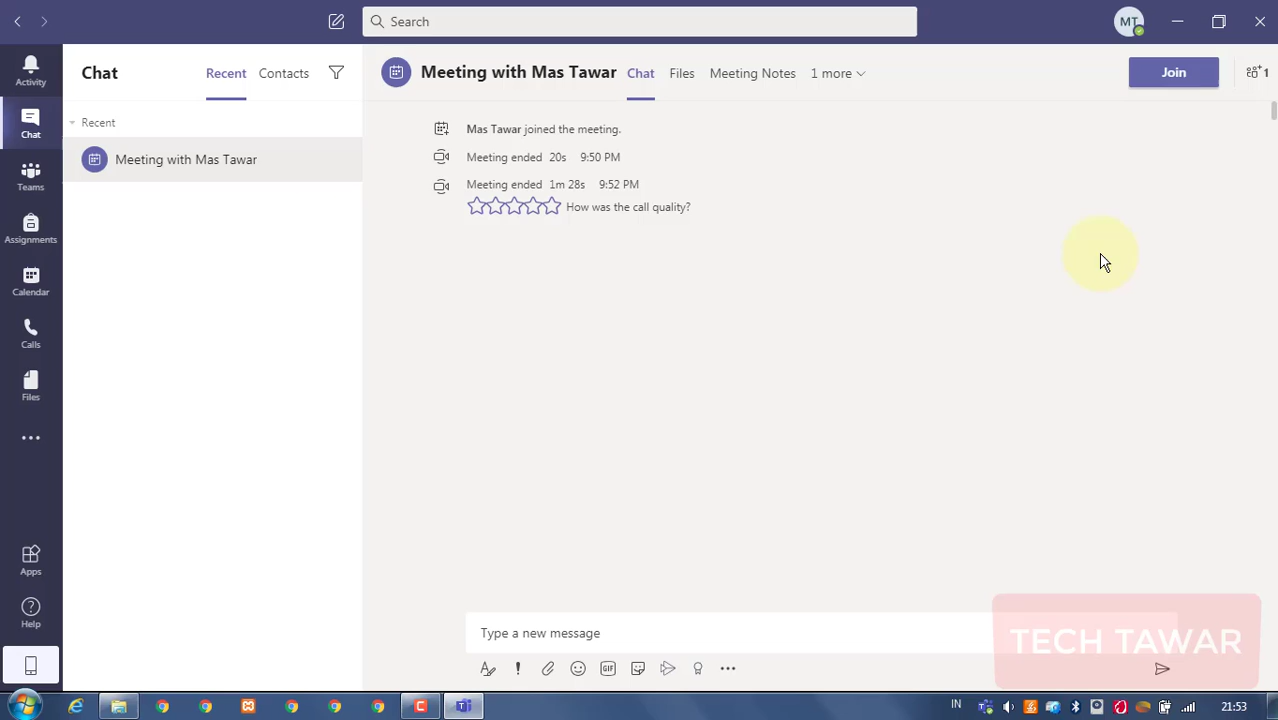 Search
MT
Activity
Chat
Teams
Assignments
Calendar
Calls
Files
Apps
Help
Chat
Recent
Contacts
Recent
Meeting with Mas Tawar
Meeting with Mas Tawar
Chat
Files
Meeting Notes
1 more
Join
1
Mas Tawar joined the meeting.
Meeting ended 20s 9:50 PM
Meeting ended 1m 28s 9:52 PM
How was the call quality?
Type a new message
GIF
TECH TAWAR
IN
21:53